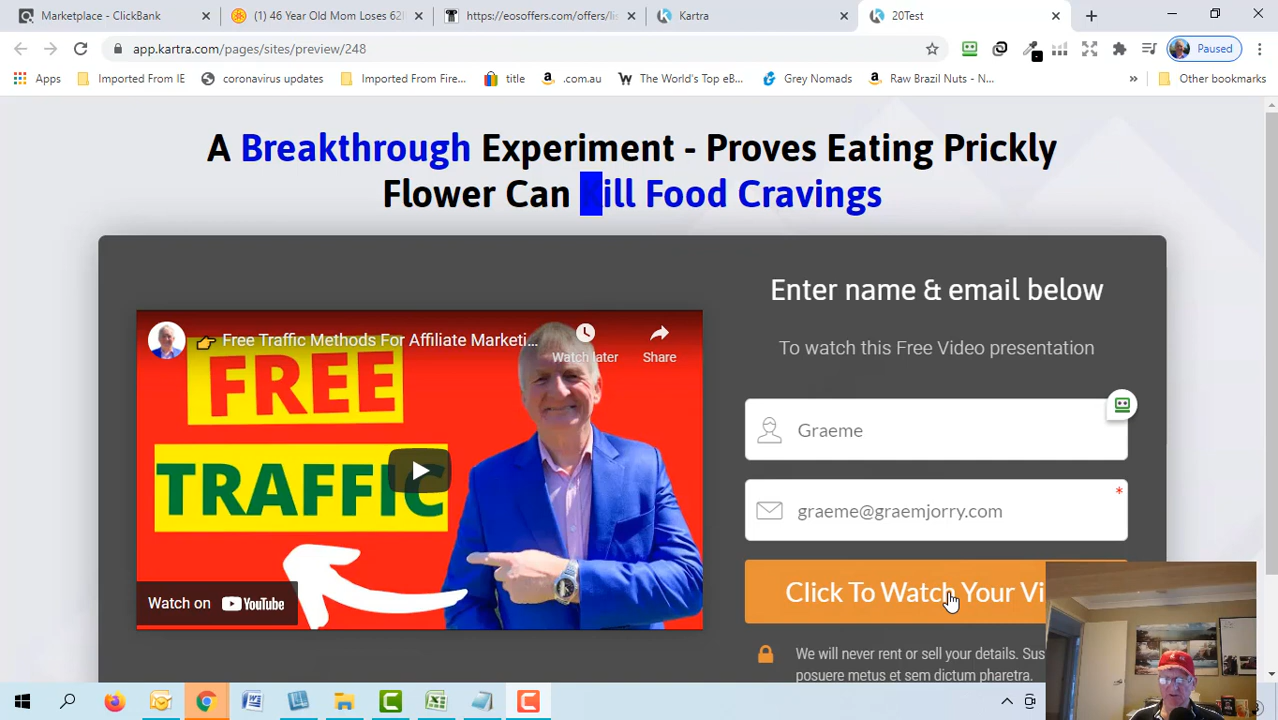 Marketplace - ClickBank
(1) 46 Year Old Mom Loses 62
https://eosoffers.com/offers/lis
Kartra
20Test
app.kartra.com/pages/sites/preview/248
Paused
Apps
Imported From IE
coronavirus updates
Imported From Fire...
title
.com.au
The World's Top eB...
Grey Nomads
Raw Brazil Nuts - N...
Other bookmarks
A Breakthrough Experiment - Proves Eating Prickly
Flower Can Kill Food Cravings
Enter name & email below
To watch this Free Video presentation
Free Traffic Methods For Affiliate Marketi...
Watch later
Share
FREE
TRAFFIC
Watch on YouTube
Graeme
graeme@graemjorry.com
*
Click To Watch Your Vi
We will never rent or sell your details. Sus
posuere metus et sem dictum pharetra.